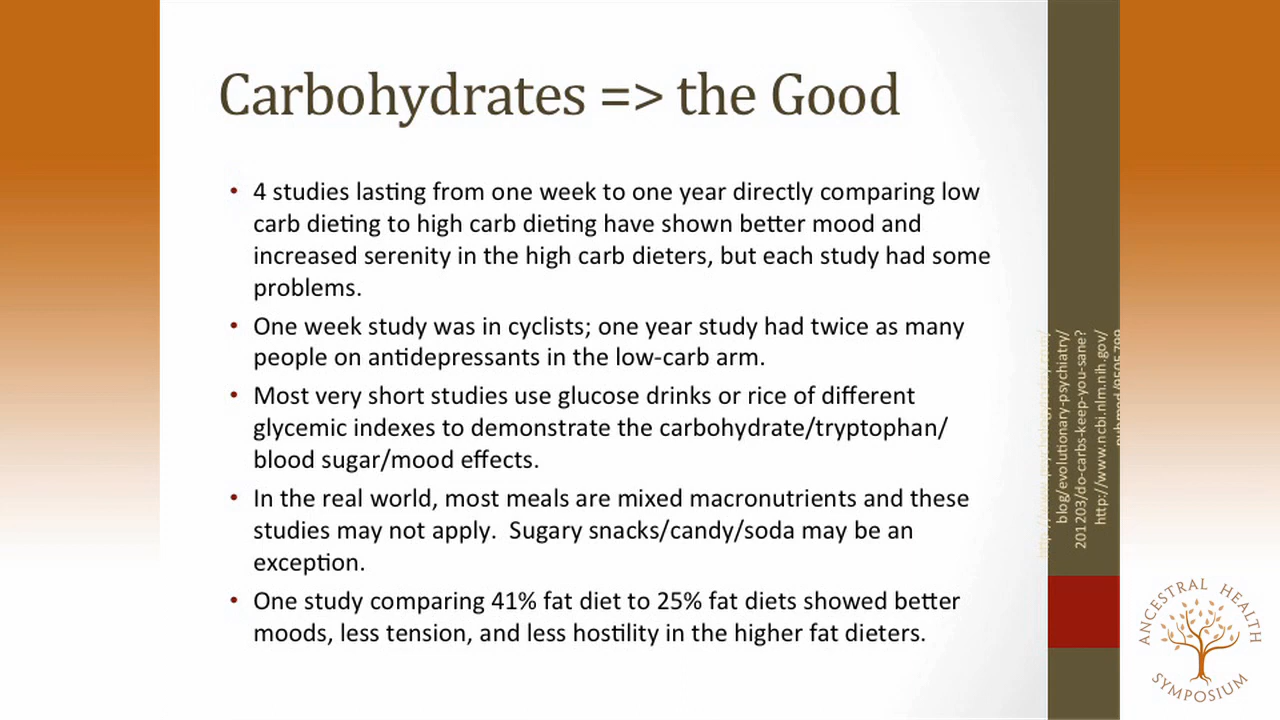 Carbohydrates => the Good
• 4 studies lasting from one week to one year directly comparing low
carb dieting to high carb dieting have shown better mood and
increased serenity in the high carb dieters, but each study had some
problems.
• One week study was in cyclists; one year study had twice as many
people on antidepressants in the low-carb arm.
• Most very short studies use glucose drinks or rice of different
glycemic indexes to demonstrate the carbohydrate/tryptophan/
blood sugar/mood effects.
• In the real world, most meals are mixed macronutrients and these
studies may not apply.  Sugary snacks/candy/soda may be an
exception.
• One study comparing 41% fat diet to 25% fat diets showed better
moods, less tension, and less hostility in the higher fat dieters.
blog/evolutionary-psychiatry/
201203/do-carbs-keep-you-sane?
http://www.ncbi.nlm.nih.gov/
ANCESTRAL HEALTH
SYMPOSIUM